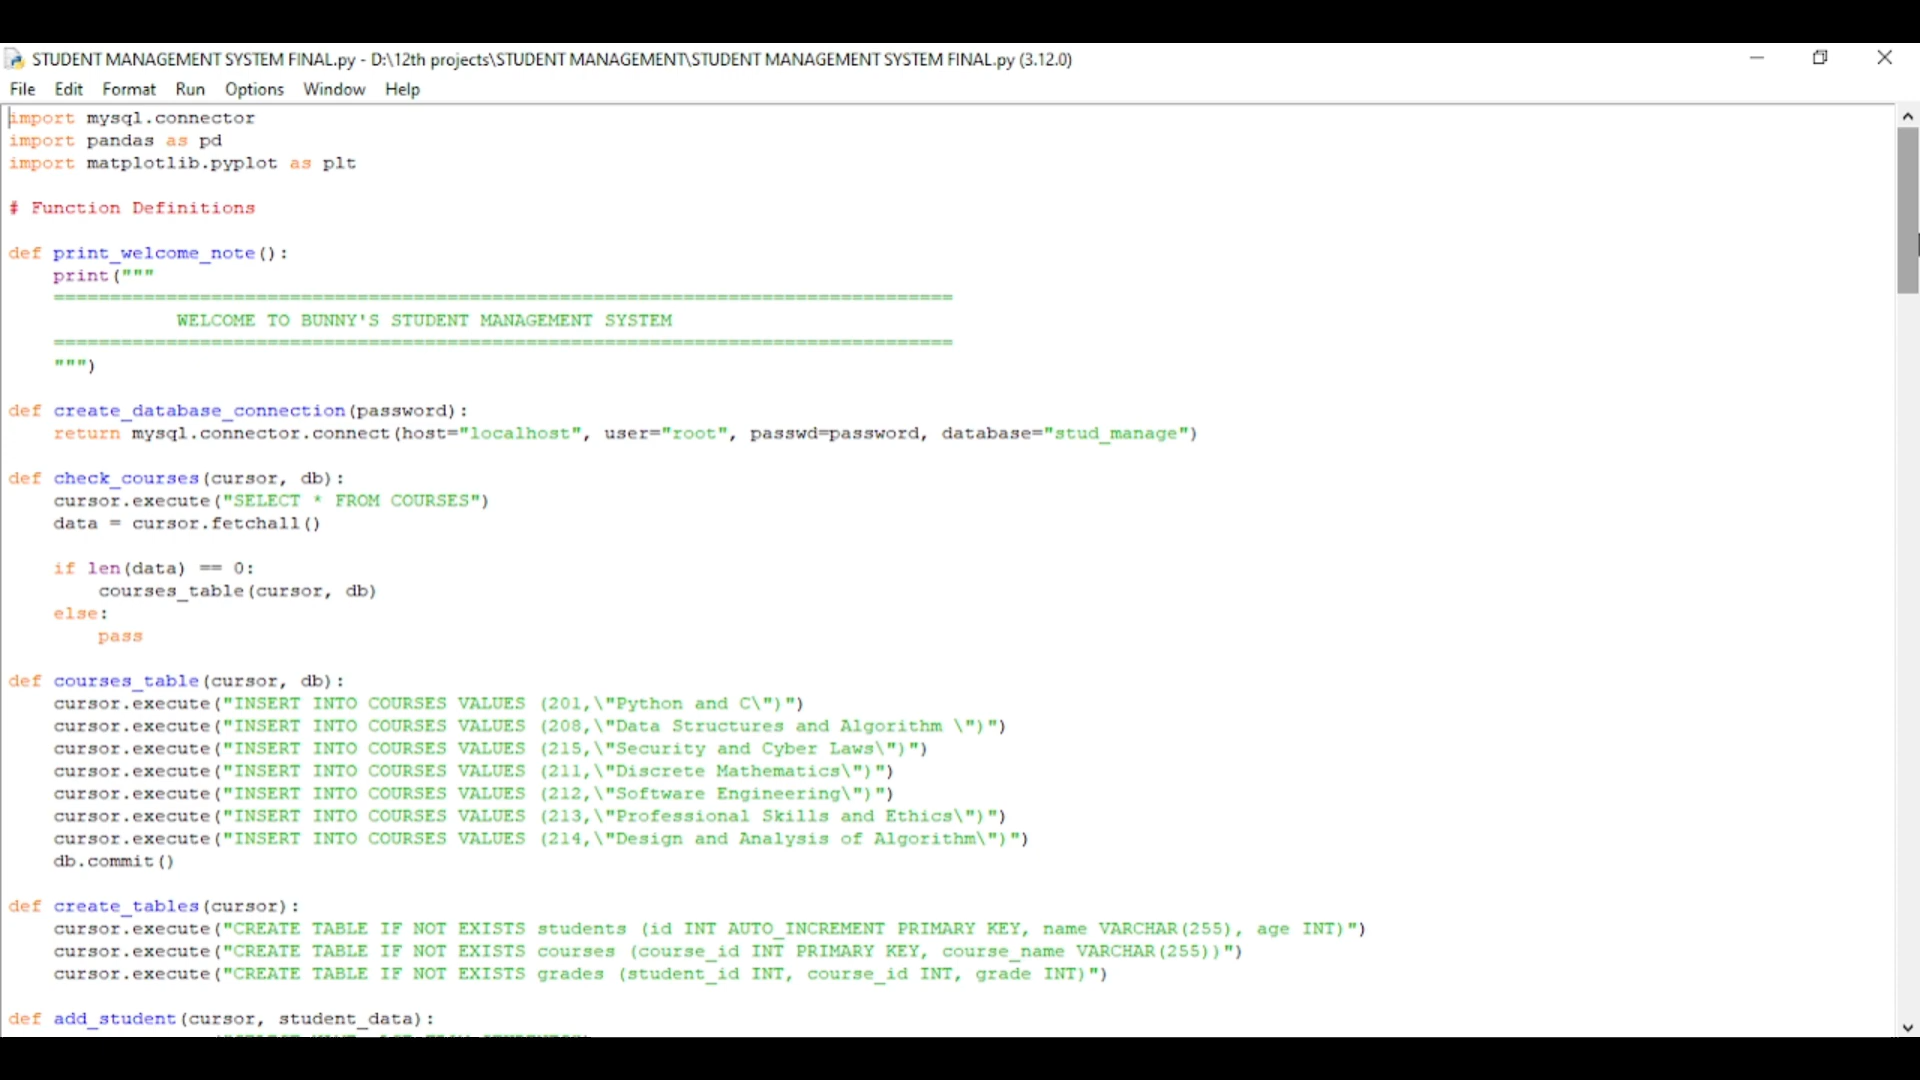 STUDENT MANAGEMENT SYSTEM FINAL.py - D:\12th projects\STUDENT MANAGEMENT\STUDENT MANAGEMENT SYSTEM FINAL.py (3.12.0)
File Edit Format Run Options Window Help
import mysql.connector
import pandas as pd
import matplotlib.pyplot as plt
# Function Definitions
def print_welcome_note():
    print("""
    ================================================================================
               WELCOME TO BUNNY'S STUDENT MANAGEMENT SYSTEM
    ================================================================================
    """)
def create_database_connection(password):
    return mysql.connector.connect(host="localhost", user="root", passwd=password, database="stud_manage")
def check_courses(cursor, db):
    cursor.execute("SELECT * FROM COURSES")
    data = cursor.fetchall()
    if len(data) == 0:
        courses_table(cursor, db)
    else:
        pass
def courses_table(cursor, db):
    cursor.execute("INSERT INTO COURSES VALUES (201,\"Python and C\")")
    cursor.execute("INSERT INTO COURSES VALUES (208,\"Data Structures and Algorithm \")")
    cursor.execute("INSERT INTO COURSES VALUES (215,\"Security and Cyber Laws\")")
    cursor.execute("INSERT INTO COURSES VALUES (211,\"Discrete Mathematics\")")
    cursor.execute("INSERT INTO COURSES VALUES (212,\"Software Engineering\")")
    cursor.execute("INSERT INTO COURSES VALUES (213,\"Professional Skills and Ethics\")")
    cursor.execute("INSERT INTO COURSES VALUES (214,\"Design and Analysis of Algorithm\")")
    db.commit()
def create_tables(cursor):
    cursor.execute("CREATE TABLE IF NOT EXISTS students (id INT AUTO_INCREMENT PRIMARY KEY, name VARCHAR(255), age INT)")
    cursor.execute("CREATE TABLE IF NOT EXISTS courses (course_id INT PRIMARY KEY, course_name VARCHAR(255))")
    cursor.execute("CREATE TABLE IF NOT EXISTS grades (student_id INT, course_id INT, grade INT)")
def add_student(cursor, student_data):